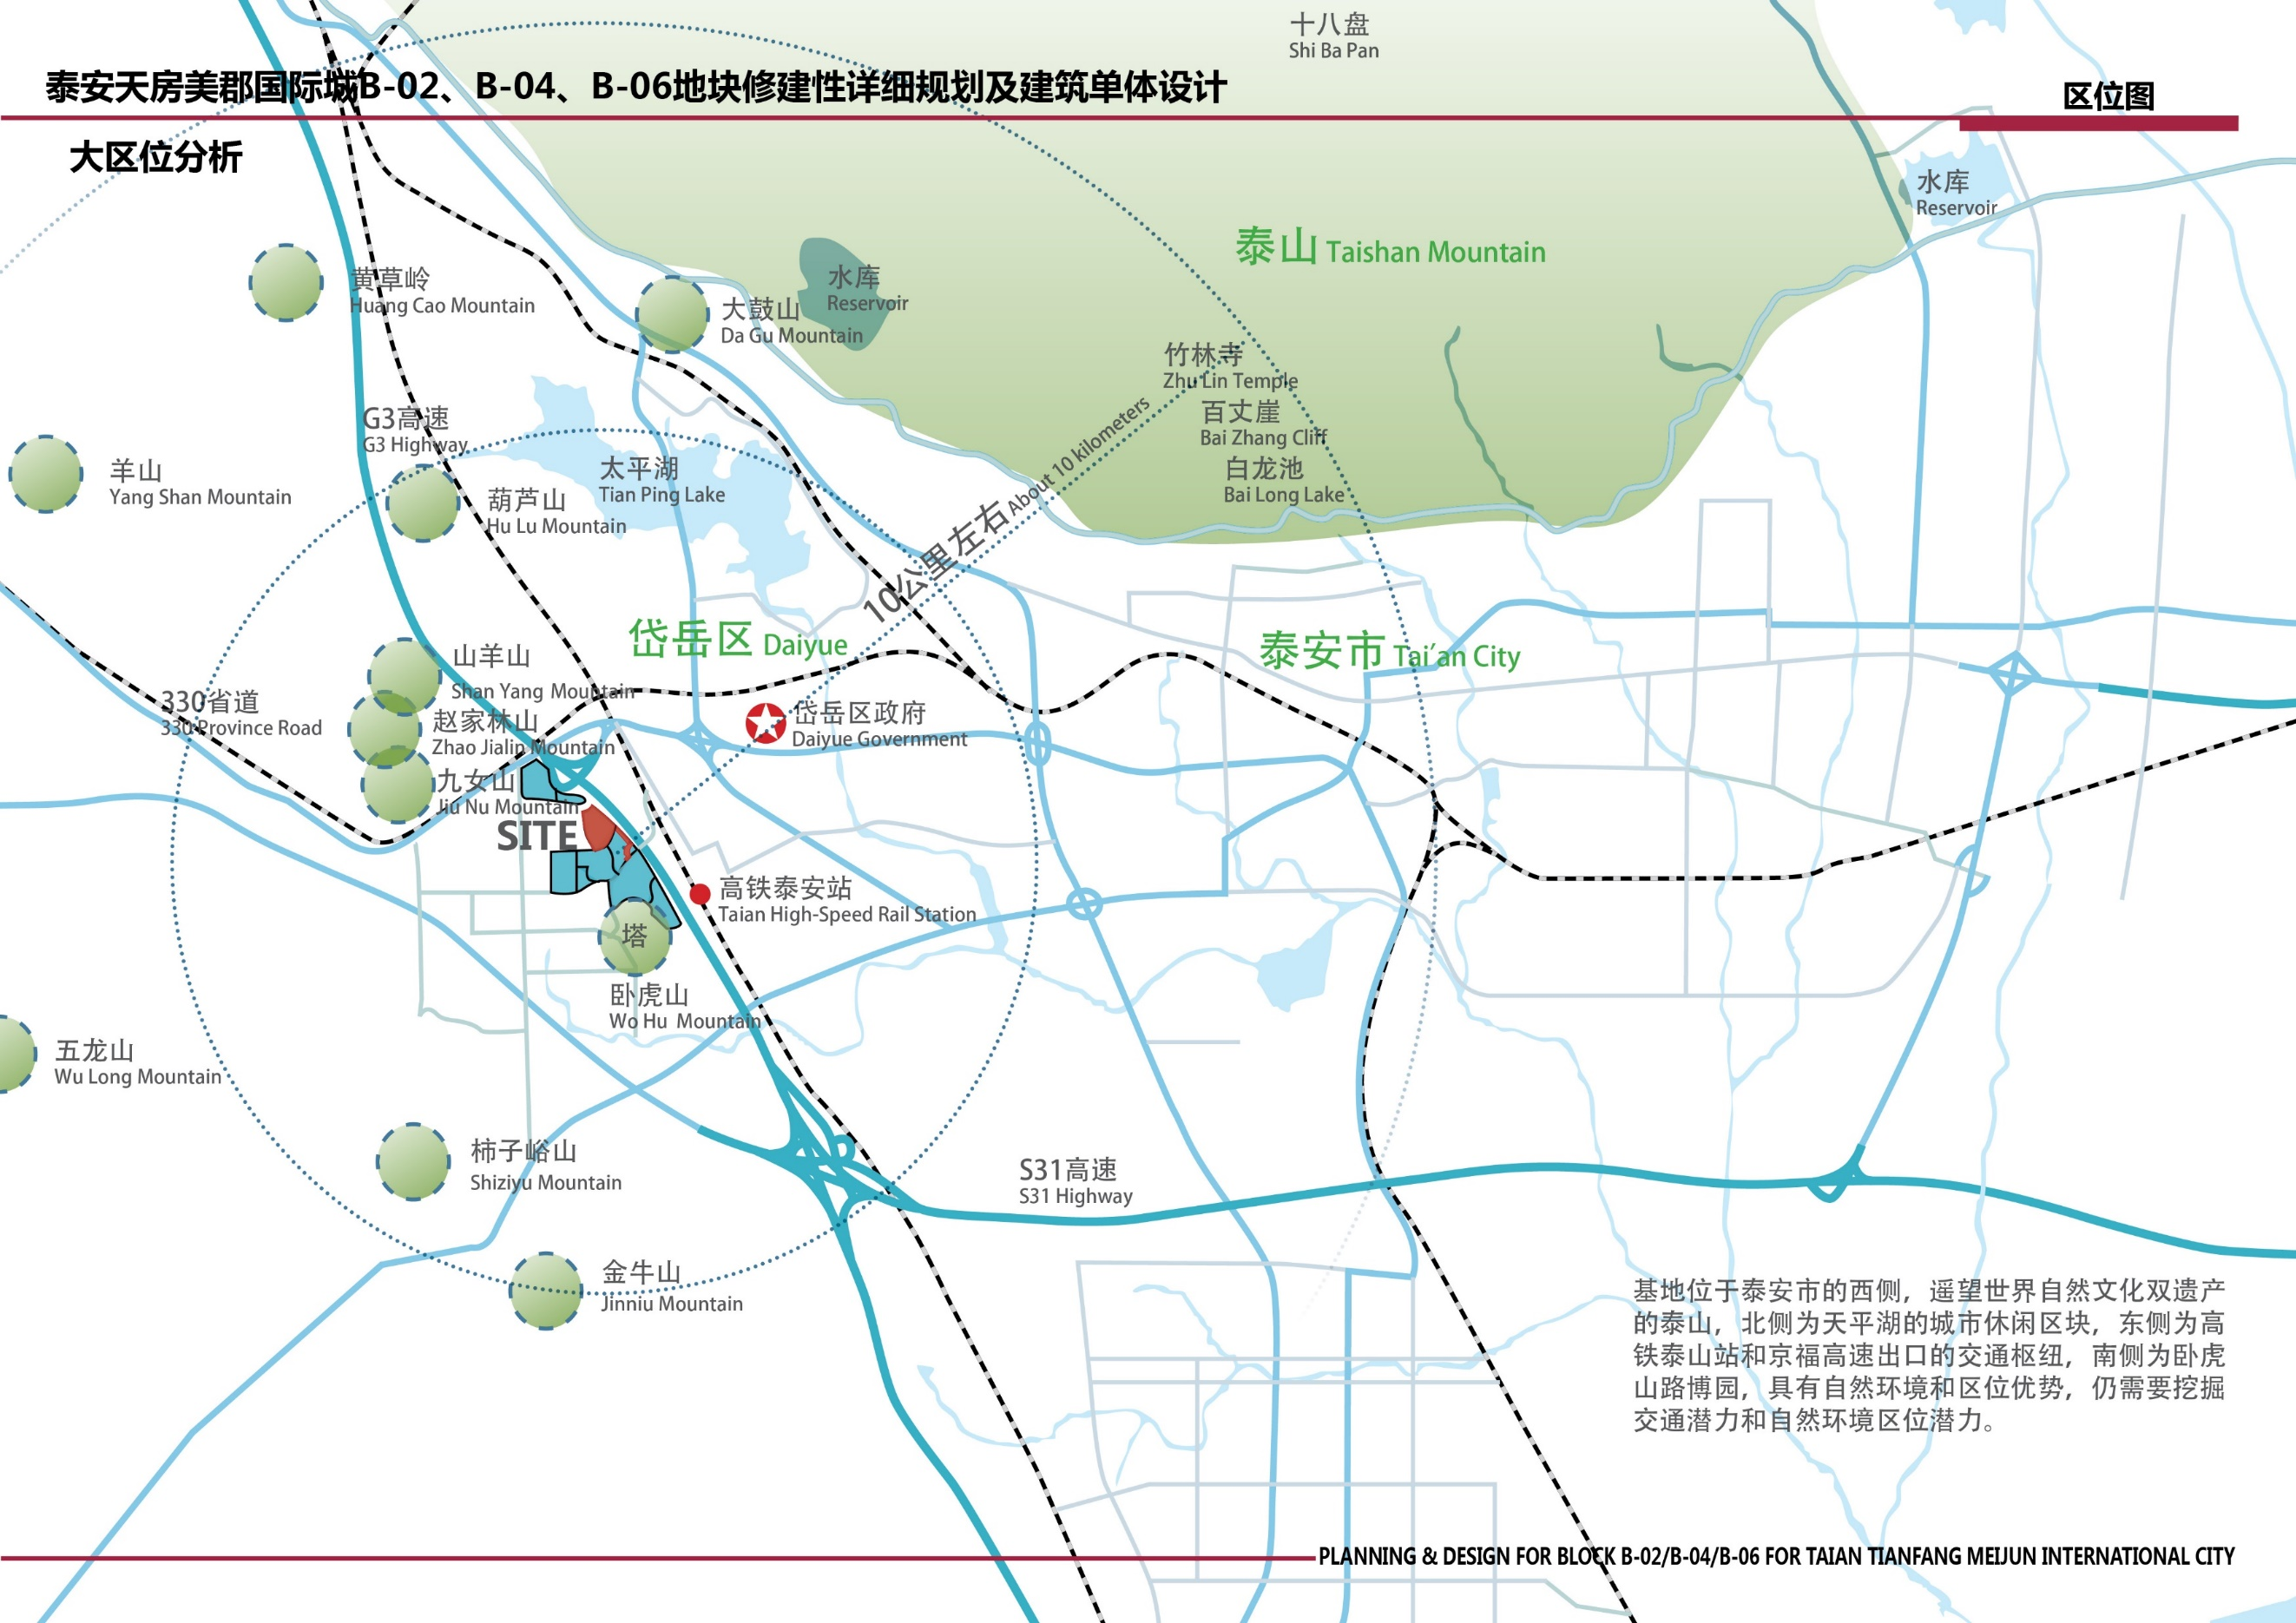 十八盘
Shi Ba Pan
泰安天房美郡国际城B-02、B-04、B-06地块修建性详细规划及建筑单体设计
区位图
大区位分析
水库
Reservoir
泰山 Taishan Mountain
黄草岭
Huang Cao Mountain
大鼓山
Da Gu Mountain
水库
Reservoir
竹林寺
Zhu Lin Temple
百丈崖
Bai Zhang Cliff
白龙池
Bai Long Lake
G3高速
G3 Highway
羊山
Yang Shan Mountain
葫芦山
Hu Lu Mountain
太平湖
Tian Ping Lake
10公里左右 About 10 kilometers
岱岳区 Daiyue
泰安市 Tai'an City
山羊山
Shan Yang Mountain
330省道
330 Province Road
赵家林山
Zhao Jialin Mountain
岱岳区政府
Daiyue Government
九女山
Jiu Nu Mountain
SITE
高铁泰安站
Taian High-Speed Rail Station
塔
卧虎山
Wo Hu Mountain
五龙山
Wu Long Mountain
柿子峪山
Shiziyu Mountain
S31高速
S31 Highway
金牛山
Jinniu Mountain
基地位于泰安市的西侧，遥望世界自然文化双遗产
的泰山，北侧为天平湖的城市休闲区块，东侧为高
铁泰山站和京福高速出口的交通枢纽，南侧为卧虎
山路博园，具有自然环境和区位优势，仍需要挖掘
交通潜力和自然环境区位潜力。
PLANNING & DESIGN FOR BLOCK B-02/B-04/B-06 FOR TAIAN TIANFANG MEIJUN INTERNATIONAL CITY